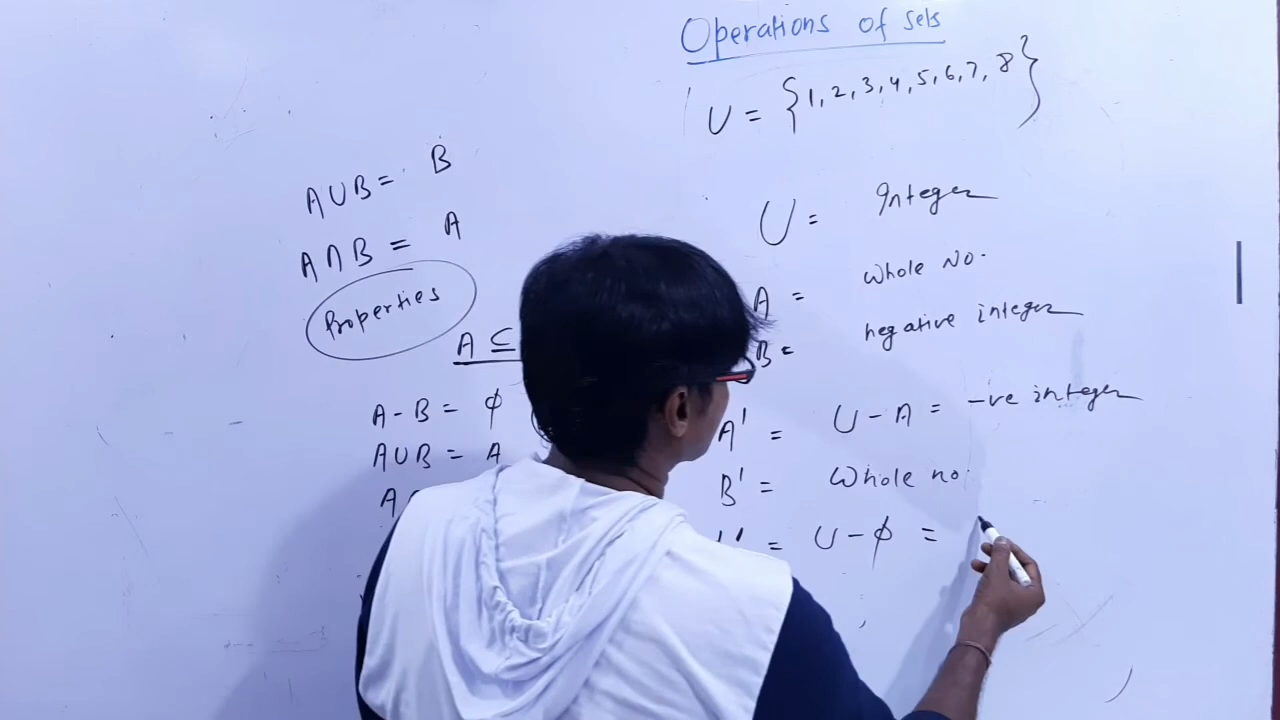 Operations of sets
U = {1, 2, 3, 4, 5, 6, 7, 8}
A∪B = B
A∩B = A
Properties
A ⊆
A - B = ϕ
A∪B = A
A
U = Integer
A = Whole No.
B = negative integer
A' = U - A = -ve integer
B' = Whole no.
= U - ϕ =